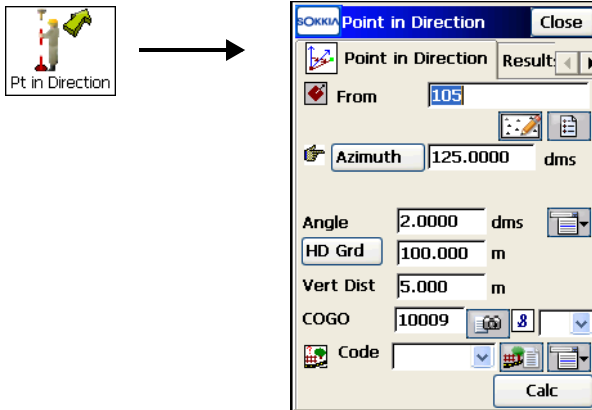 Pt in Direction
SOKKIA Point in Direction Close
Point in Direction Result
From 105
Azimuth 125.0000 dms
Angle 2.0000 dms
HD Grd 100.000 m
Vert Dist 5.000 m
COGO 10009 &
Code
Calc